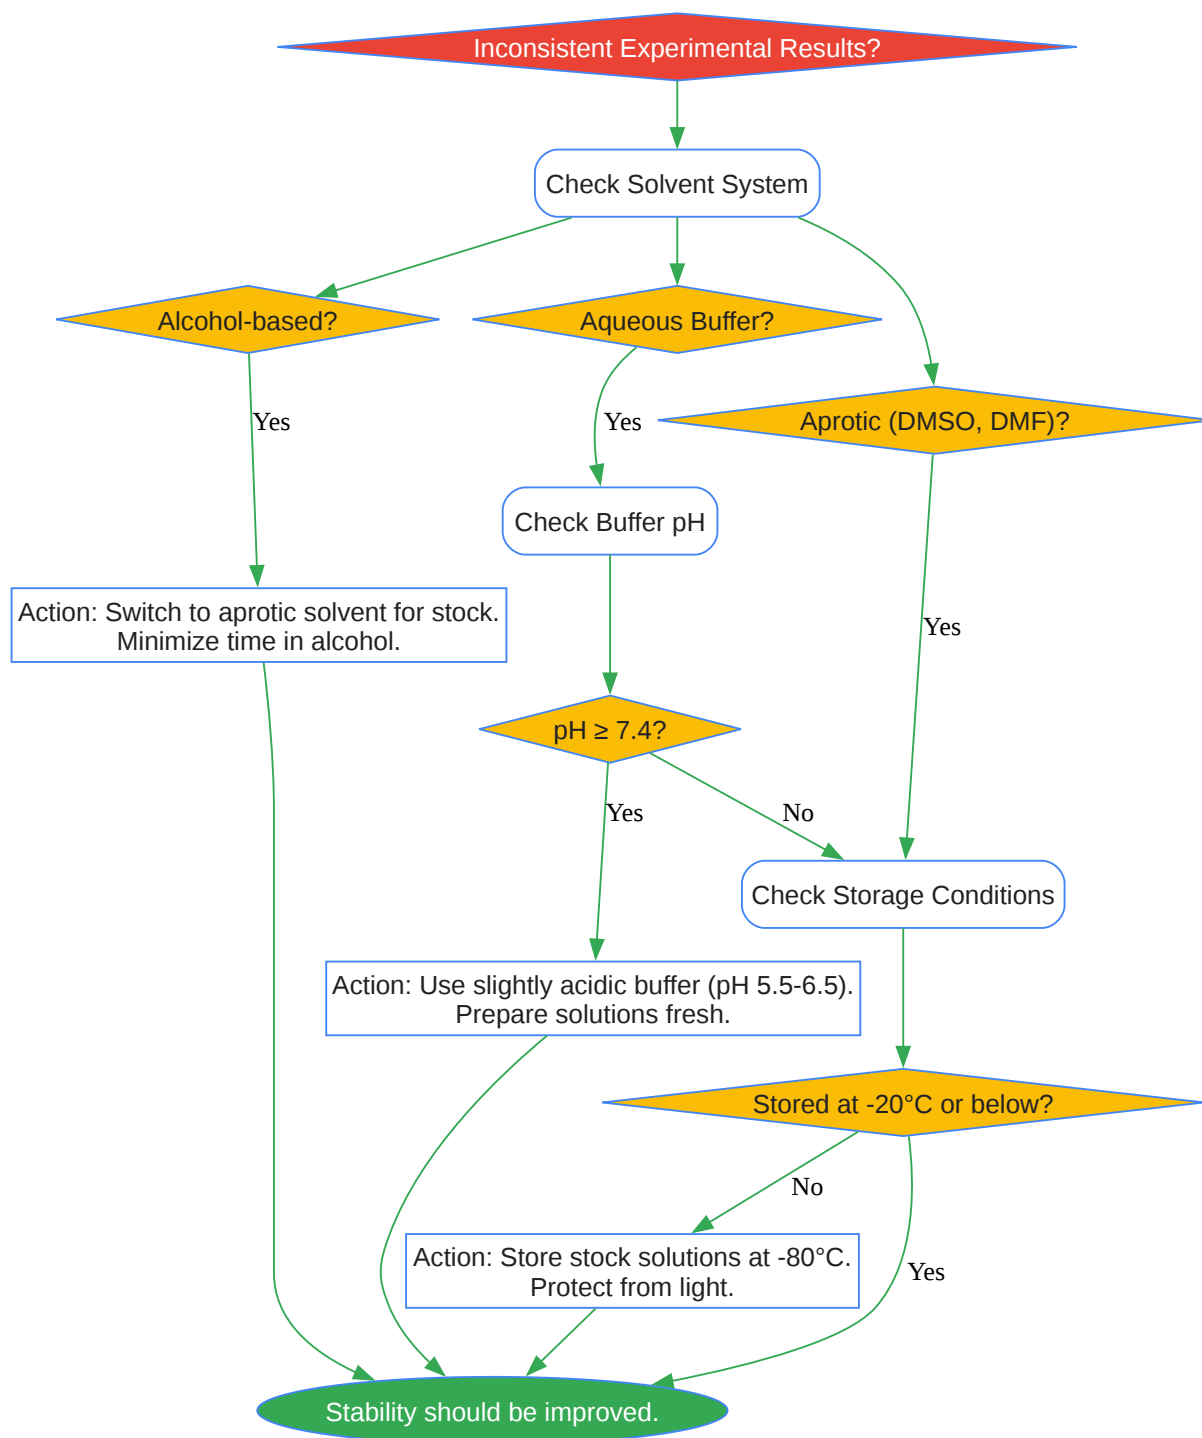 Inconsistent Experimental Results?
Check Solvent System
Alcohol-based?
Aqueous Buffer?
Aprotic (DMSO, DMF)?
Yes
Yes
Check Buffer pH
Action: Switch to aprotic solvent for stock.
Minimize time in alcohol.
Yes
pH ≥ 7.4?
Yes
No
Check Storage Conditions
Action: Use slightly acidic buffer (pH 5.5-6.5).
Prepare solutions fresh.
Stored at -20°C or below?
No
Action: Store stock solutions at -80°C.
Protect from light.
Yes
Stability should be improved.